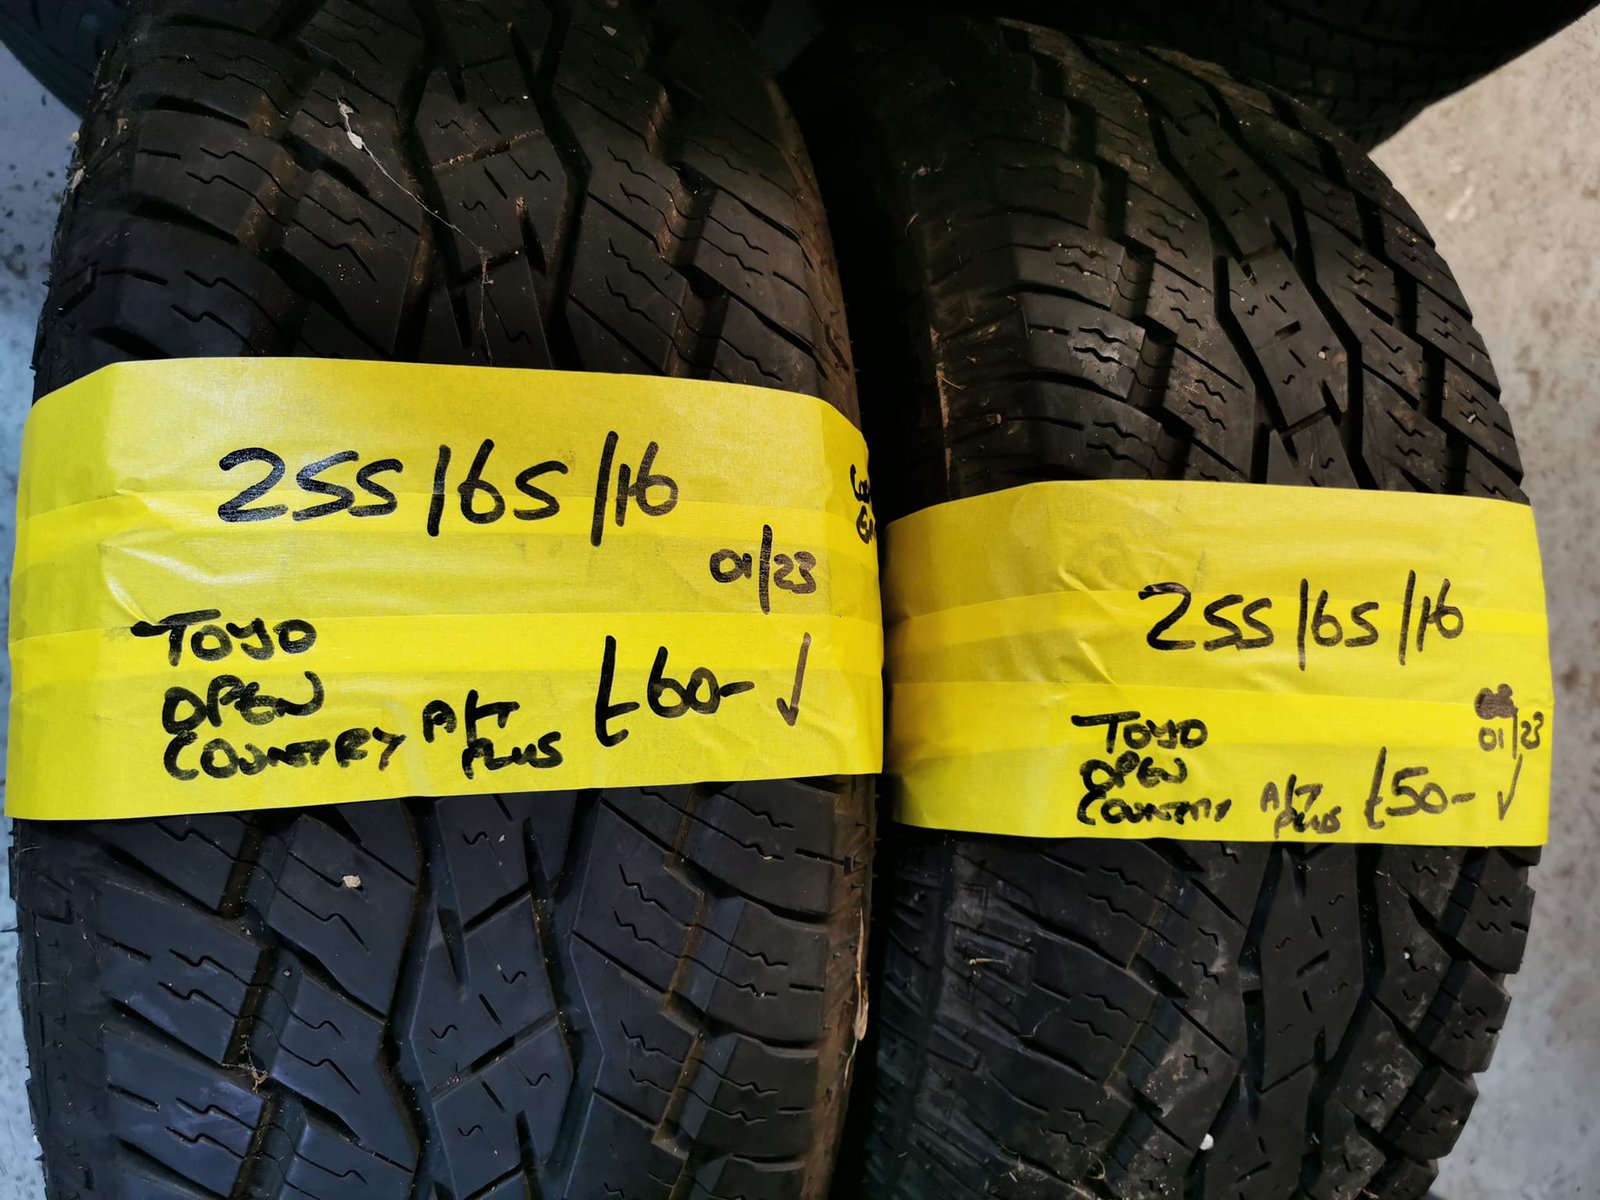 255/65/16
01/23
TOYO
OPEN
COUNTRY A/T
PLUS
£60-
255/65/16
01/23
TOYO
OPEN
COUNTRY A/T
PLUS
£50-